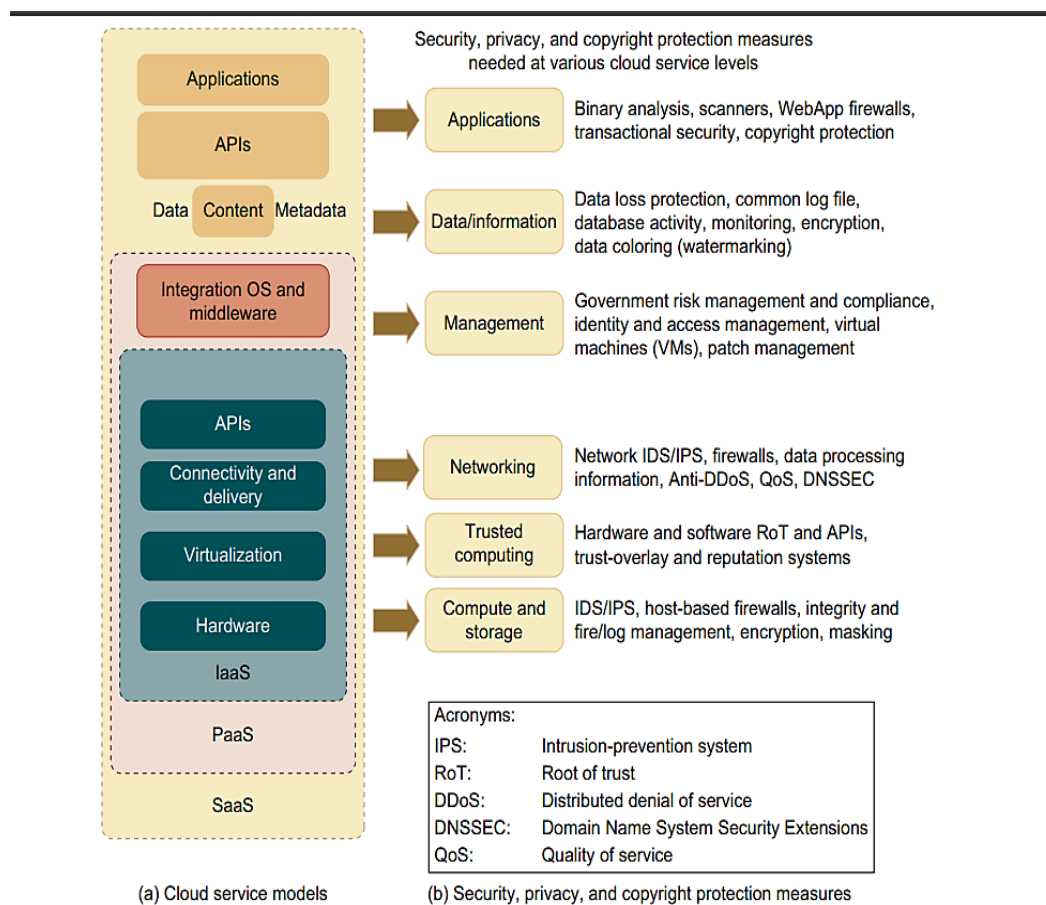 Security, privacy, and copyright protection measures
needed at various cloud service levels
Applications
APIs
Data
Content
Metadata
Integration OS and
middleware
APIs
Connectivity and
delivery
Virtualization
Hardware
IaaS
PaaS
SaaS
Applications
Binary analysis, scanners, WebApp firewalls,
transactional security, copyright protection
Data/information
Data loss protection, common log file,
database activity, monitoring, encryption,
data coloring (watermarking)
Management
Government risk management and compliance,
identity and access management, virtual
machines (VMs), patch management
Networking
Network IDS/IPS, firewalls, data processing
information, Anti-DDoS, QoS, DNSSEC
Trusted
computing
Hardware and software RoT and APIs,
trust-overlay and reputation systems
Compute and
storage
IDS/IPS, host-based firewalls, integrity and
fire/log management, encryption, masking
Acronyms:
IPS: Intrusion-prevention system
RoT: Root of trust
DDoS: Distributed denial of service
DNSSEC: Domain Name System Security Extensions
QoS: Quality of service
(a) Cloud service models
(b) Security, privacy, and copyright protection measures